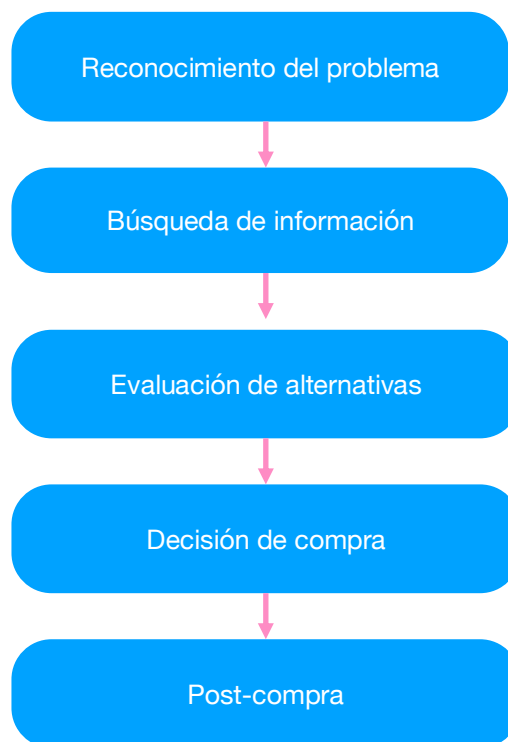 Reconocimiento del problema
Búsqueda de información
Evaluación de alternativas
Decisión de compra
Post-compra